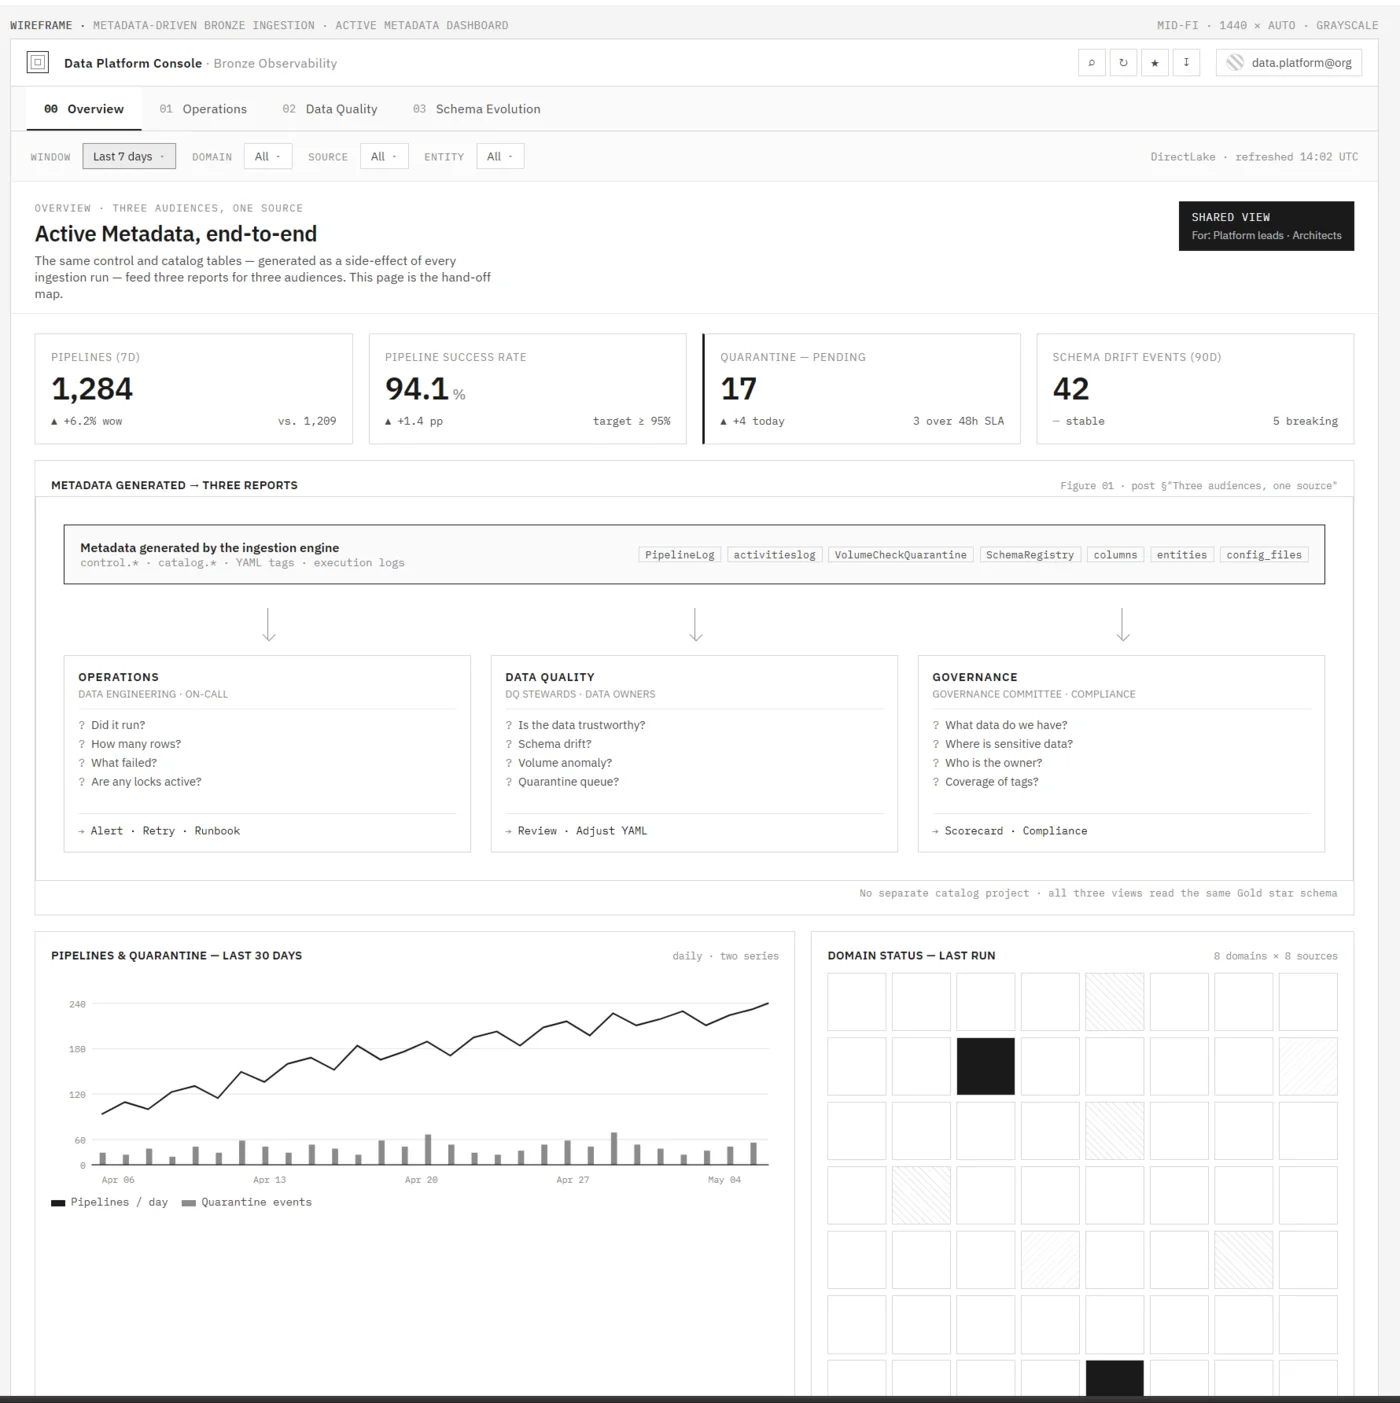 WIREFRAME · METADATA-DRIVEN BRONZE INGESTION · ACTIVE METADATA DASHBOARD
MID-FI · 1440 × AUTO · GRAYSCALE
Data Platform Console · Bronze Observability
data.platform@org
00 Overview
01 Operations
02 Data Quality
03 Schema Evolution
WINDOW Last 7 days ·
DOMAIN All ·
SOURCE All ·
ENTITY All ·
DirectLake · refreshed 14:02 UTC
OVERVIEW · THREE AUDIENCES, ONE SOURCE
Active Metadata, end-to-end
The same control and catalog tables — generated as a side-effect of every
ingestion run — feed three reports for three audiences. This page is the hand-off
map.
SHARED VIEW
For: Platform leads · Architects
PIPELINES (7D)
1,284
▲ +6.2% wow
vs. 1,209
PIPELINE SUCCESS RATE
94.1 %
▲ +1.4 pp
target ≥ 95%
QUARANTINE — PENDING
17
▲ +4 today
3 over 48h SLA
SCHEMA DRIFT EVENTS (90D)
42
— stable
5 breaking
METADATA GENERATED → THREE REPORTS
Figure 01 · post §"Three audiences, one source"
Metadata generated by the ingestion engine
control.* · catalog.* · YAML tags · execution logs
PipelineLog
activitieslog
VolumeCheckQuarantine
SchemaRegistry
columns
entities
config_files
OPERATIONS
DATA ENGINEERING · ON-CALL
? Did it run?
? How many rows?
? What failed?
? Are any locks active?
→ Alert · Retry · Runbook
DATA QUALITY
DQ STEWARDS · DATA OWNERS
? Is the data trustworthy?
? Schema drift?
? Volume anomaly?
? Quarantine queue?
→ Review · Adjust YAML
GOVERNANCE
GOVERNANCE COMMITTEE · COMPLIANCE
? What data do we have?
? Where is sensitive data?
? Who is the owner?
? Coverage of tags?
→ Scorecard · Compliance
No separate catalog project · all three views read the same Gold star schema
PIPELINES & QUARANTINE — LAST 30 DAYS
daily · two series
240
180
120
60
0
Apr 06
Apr 13
Apr 20
Apr 27
May 04
Pipelines / day
Quarantine events
DOMAIN STATUS — LAST RUN
8 domains × 8 sources